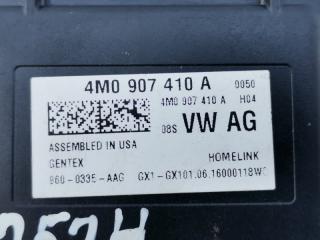 4M0 907 410 A 0050
4M0 907 410 A H04
08S VW AG
ASSEMBLED IN USA
GENTEX HOMELINK
960-0335-AAG GX1-GX101.06.16000118W